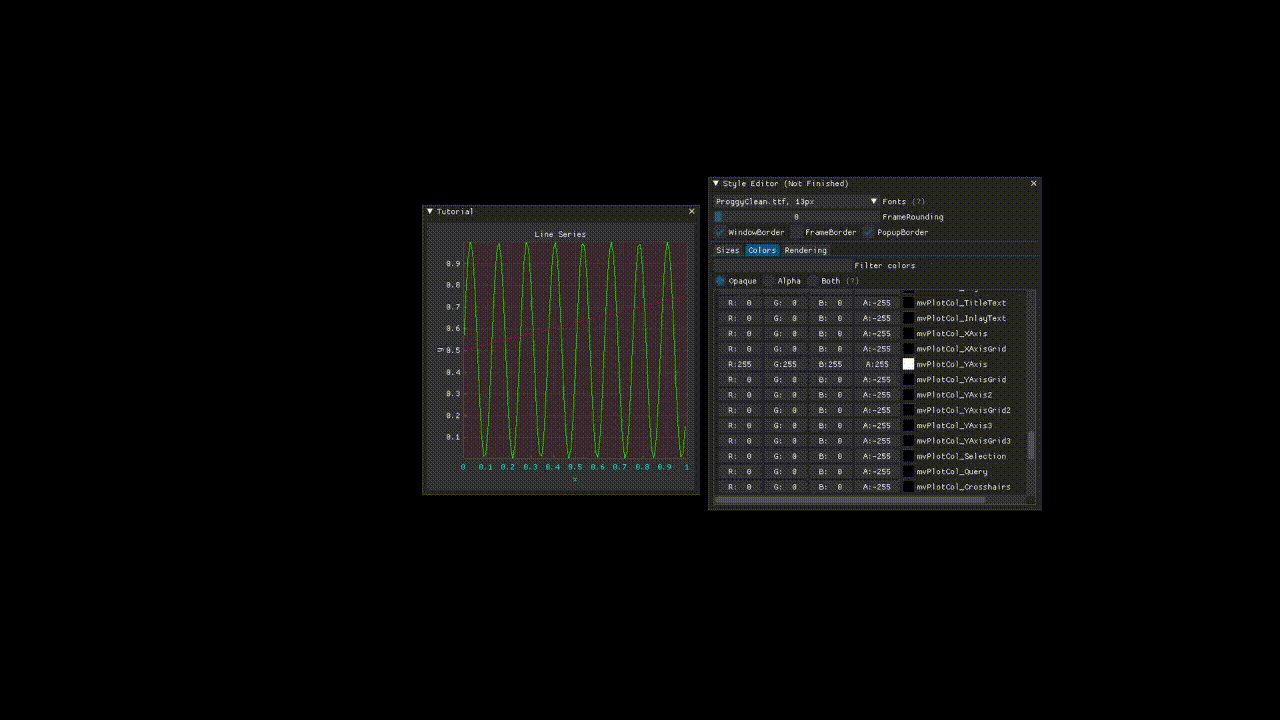 Tutorial
Line Series
0.9
0.8
0.7
0.6
y 0.5
0.4
0.3
0.2
0.1
0 0.1 0.2 0.3 0.4 0.5 0.6 0.7 0.8 0.9 1
x
Style Editor (Not Finished)
ProggyClean.ttf, 13px Fonts (?)
0 FrameRounding
WindowBorder FrameBorder PopupBorder
Sizes Colors Rendering
Filter colors
Opaque Alpha Both (?)
R: 0 G: 0 B: 0 A:-255 mvPlotCol_TitleText
R: 0 G: 0 B: 0 A:-255 mvPlotCol_InlayText
R: 0 G: 0 B: 0 A:-255 mvPlotCol_XAxis
R: 0 G: 0 B: 0 A:-255 mvPlotCol_XAxisGrid
R:255 G:255 B:255 A:255 mvPlotCol_YAxis
R: 0 G: 0 B: 0 A:-255 mvPlotCol_YAxisGrid
R: 0 G: 0 B: 0 A:-255 mvPlotCol_YAxis2
R: 0 G: 0 B: 0 A:-255 mvPlotCol_YAxisGrid2
R: 0 G: 0 B: 0 A:-255 mvPlotCol_YAxis3
R: 0 G: 0 B: 0 A:-255 mvPlotCol_YAxisGrid3
R: 0 G: 0 B: 0 A:-255 mvPlotCol_Selection
R: 0 G: 0 B: 0 A:-255 mvPlotCol_Query
R: 0 G: 0 B: 0 A:-255 mvPlotCol_Crosshairs